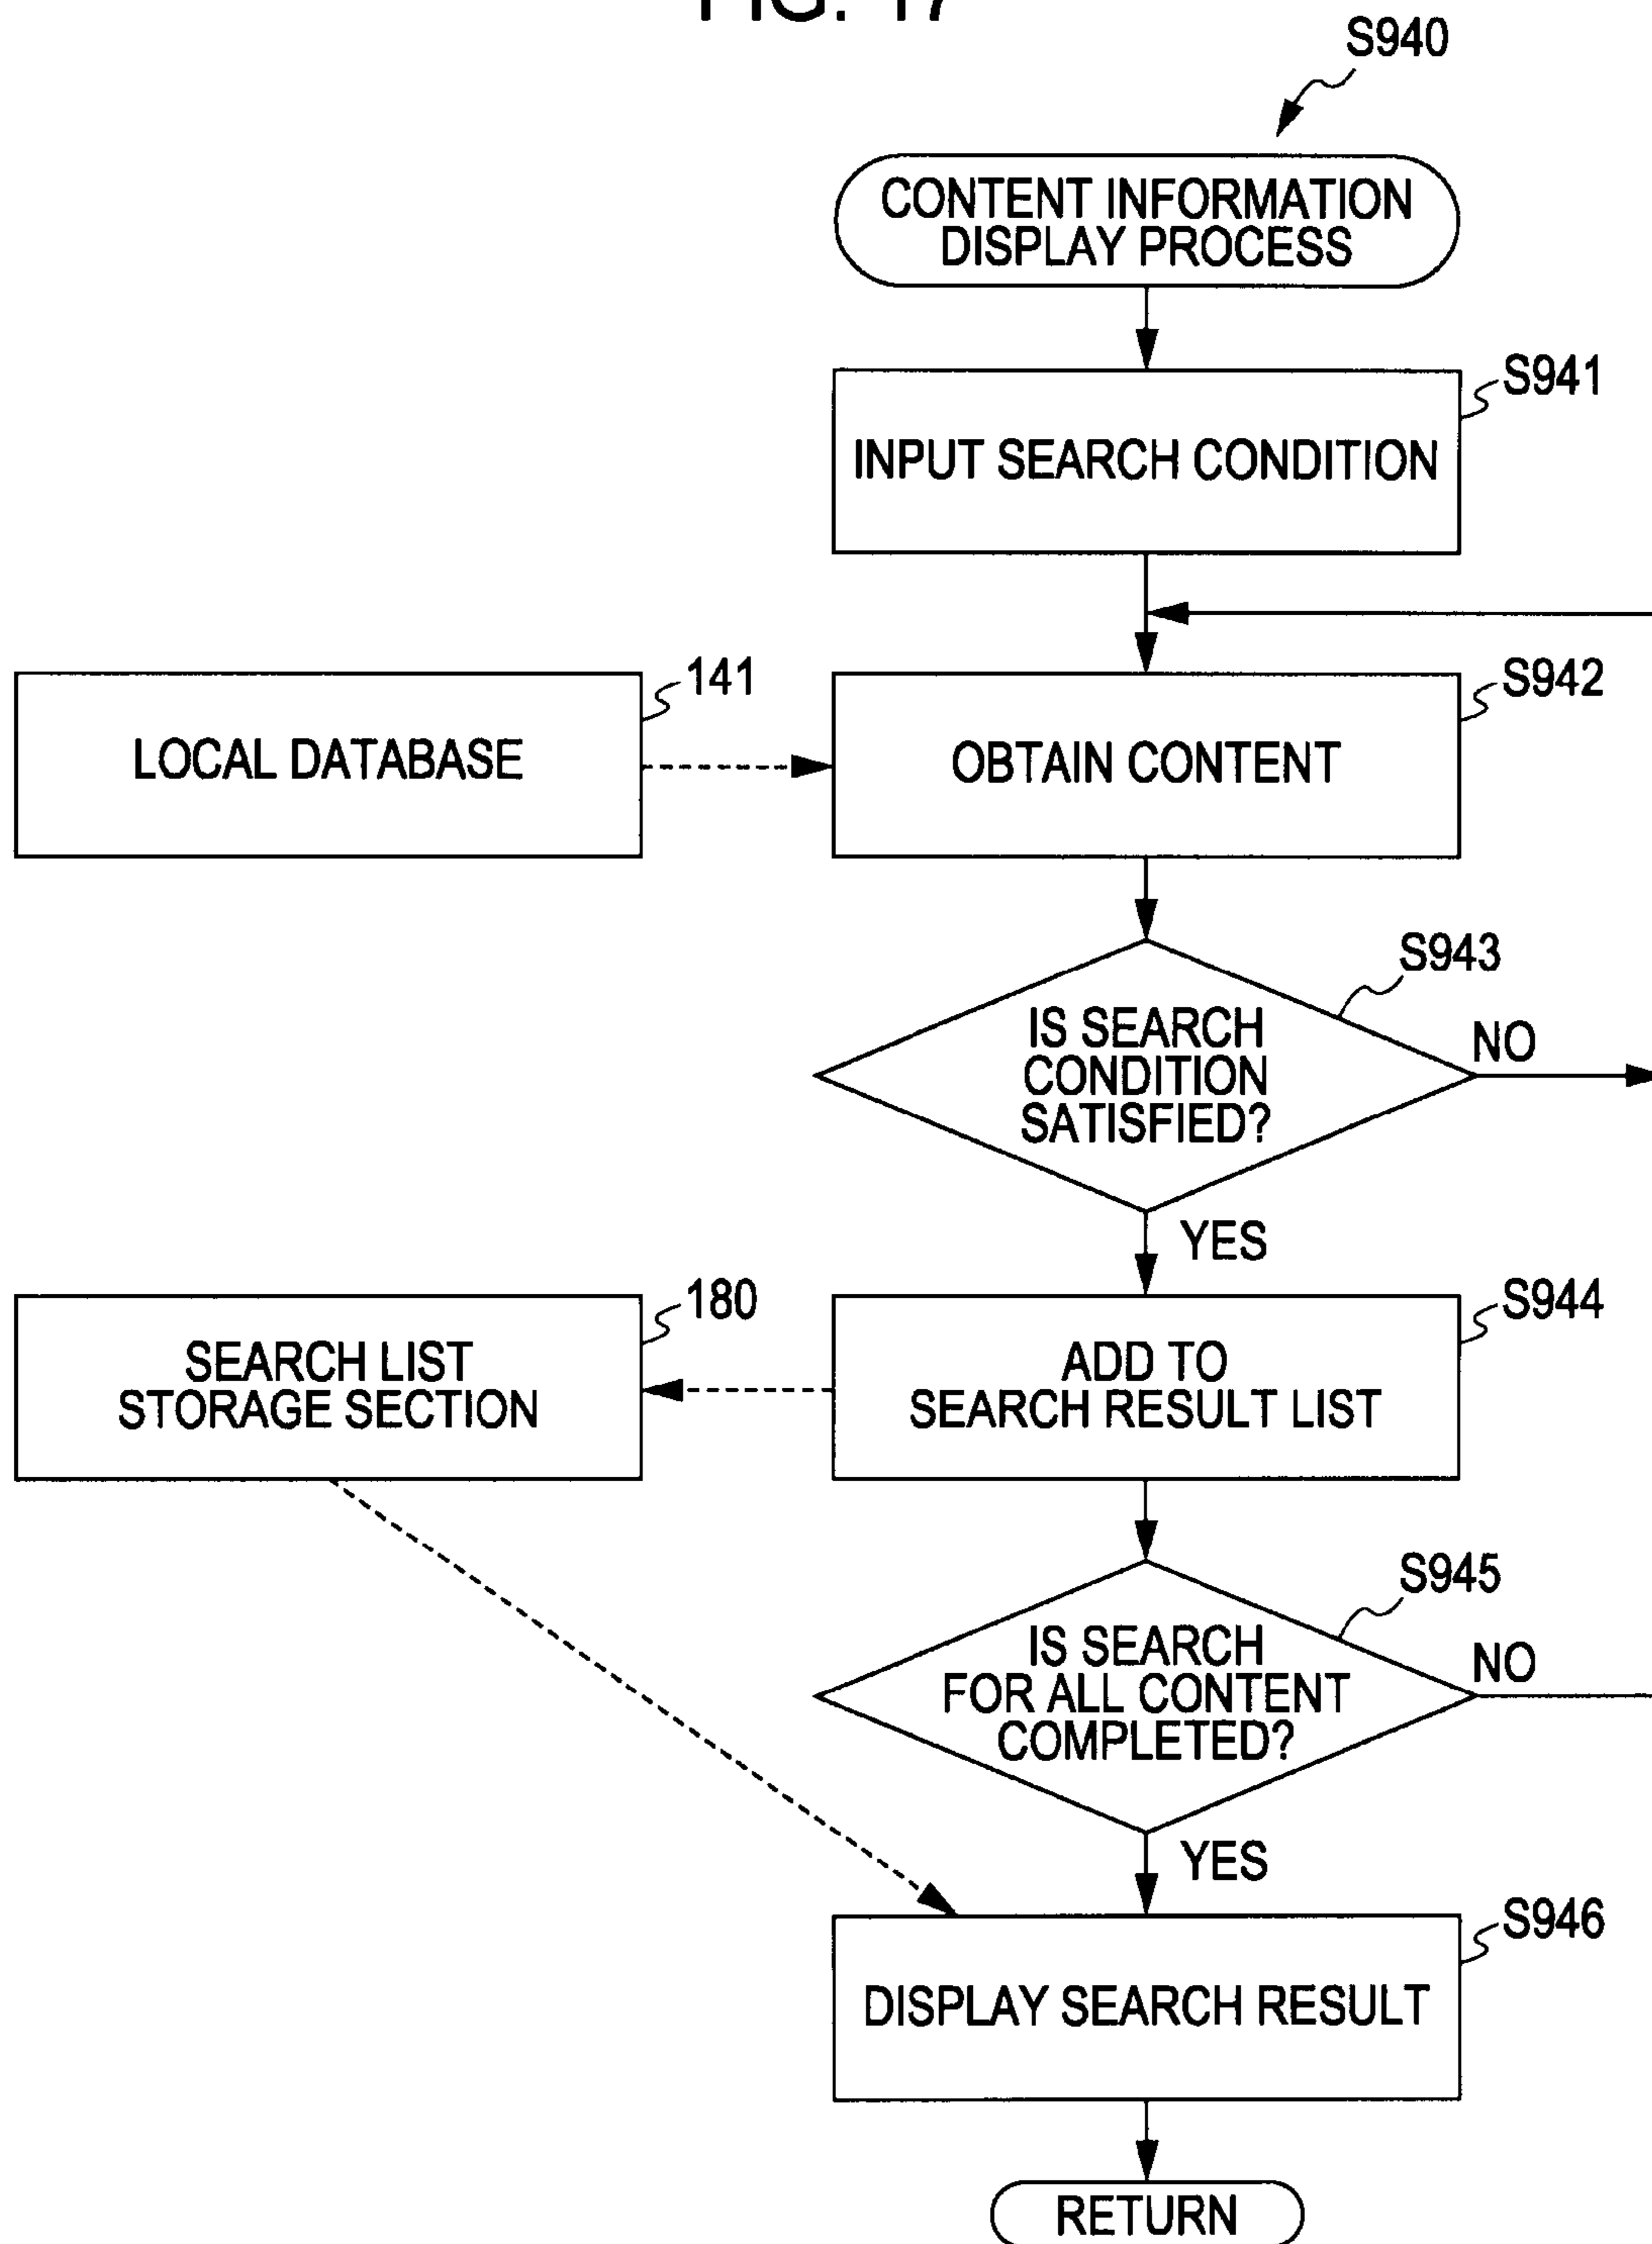 FIG. 17
S940
CONTENT INFORMATION
DISPLAY PROCESS
S941
INPUT SEARCH CONDITION
141
LOCAL DATABASE
S942
OBTAIN CONTENT
S943
IS SEARCH
CONDITION
SATISFIED?
NO
YES
180
SEARCH LIST
STORAGE SECTION
S944
ADD TO
SEARCH RESULT LIST
S945
IS SEARCH
FOR ALL CONTENT
COMPLETED?
NO
YES
S946
DISPLAY SEARCH RESULT
RETURN